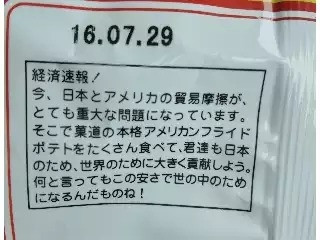 16.07.29
経済速報!
今、日本とアメリカの貿易摩擦が、
とても重大な問題になっています。
そこで菓道の本格アメリカンフライド
ポテトをたくさん食べて、君達も日本
のため、世界のために大きく貢献しよう。
何と言ってもこの安さで世の中のため
になるんだものね!